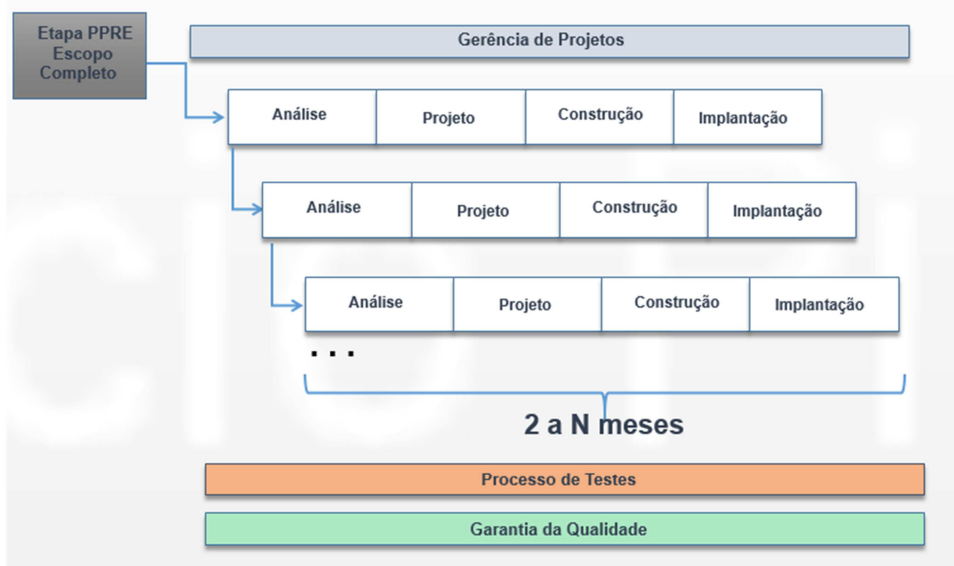 Etapa PPRE
Escopo
Completo
Gerência de Projetos
Análise Projeto Construção Implantação
Análise Projeto Construção Implantação
Análise Projeto Construção Implantação
. . .
2 a N meses
Processo de Testes
Garantia da Qualidade